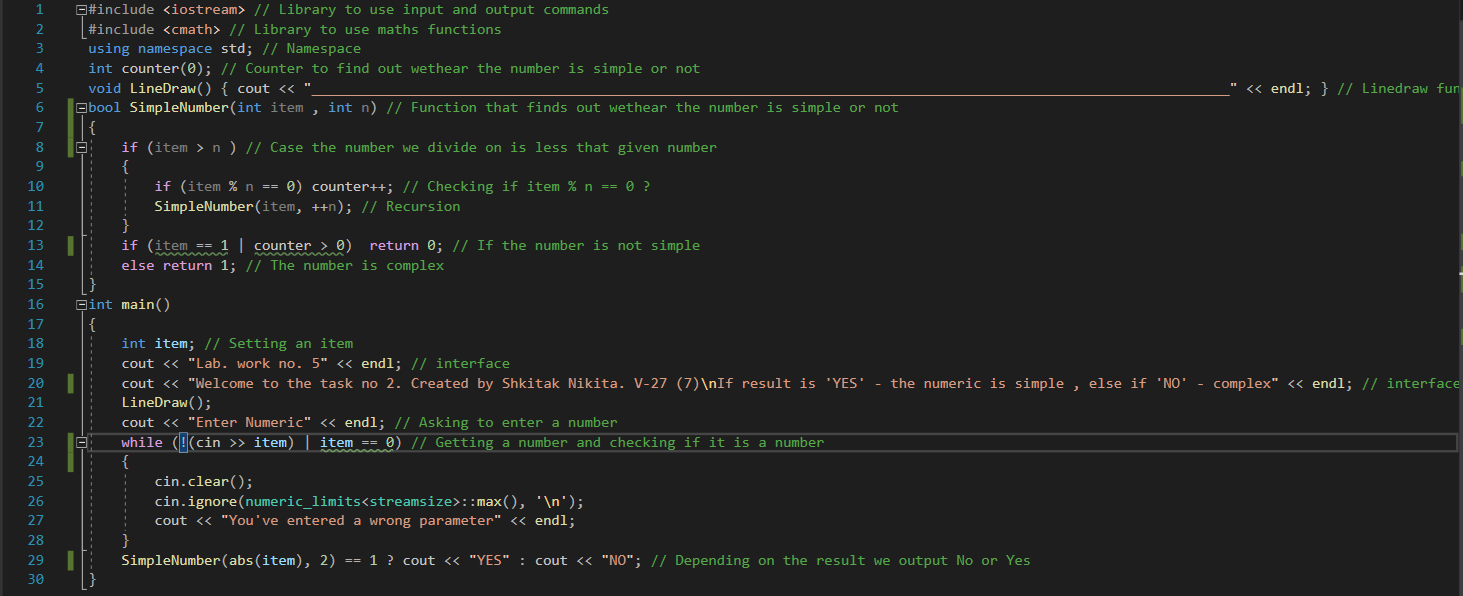 1 #include <iostream> // Library to use input and output commands
2 #include <cmath> // Library to use maths functions
3 using namespace std; // Namespace
4 int counter(0); // Counter to find out wethear the number is simple or not
5 void LineDraw() { cout << "_______________________________________________________________________________________________________________" << endl; } // Linedraw fun
6 bool SimpleNumber(int item , int n) // Function that finds out wethear the number is simple or not
7 {
8 if (item > n ) // Case the number we divide on is less that given number
9 {
10 if (item % n == 0) counter++; // Checking if item % n == 0 ?
11 SimpleNumber(item, ++n); // Recursion
12 }
13 if (item == 1 | counter > 0)  return 0; // If the number is not simple
14 else return 1; // The number is complex
15 }
16 int main()
17 {
18 int item; // Setting an item
19 cout << "Lab. work no. 5" << endl; // interface
20 cout << "Welcome to the task no 2. Created by Shkitak Nikita. V-27 (7)\nIf result is 'YES' - the numeric is simple , else if 'NO' - complex" << endl; // interface
21 LineDraw();
22 cout << "Enter Numeric" << endl; // Asking to enter a number
23 while (!(cin >> item) | item == 0) // Getting a number and checking if it is a number
24 {
25 cin.clear();
26 cin.ignore(numeric_limits<streamsize>::max(), '\n');
27 cout << "You've entered a wrong parameter" << endl;
28 }
29 SimpleNumber(abs(item), 2) == 1 ? cout << "YES" : cout << "NO"; // Depending on the result we output No or Yes
30 }